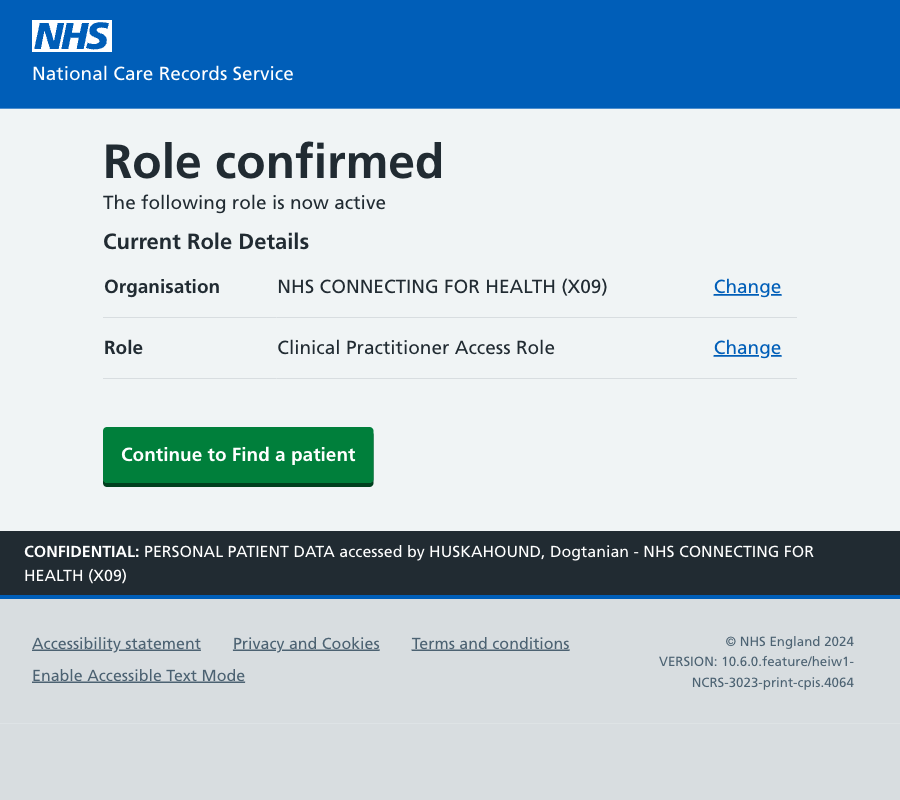 NHS
National Care Records Service
Role confirmed
The following role is now active
Current Role Details
Organisation NHS CONNECTING FOR HEALTH (X09) Change
Role Clinical Practitioner Access Role Change
Continue to Find a patient
CONFIDENTIAL: PERSONAL PATIENT DATA accessed by HUSKAHOUND, Dogtanian - NHS CONNECTING FOR
HEALTH (X09)
Accessibility statement Privacy and Cookies Terms and conditions
Enable Accessible Text Mode
© NHS England 2024
VERSION: 10.6.0.feature/heiw1-
NCRS-3023-print-cpis.4064